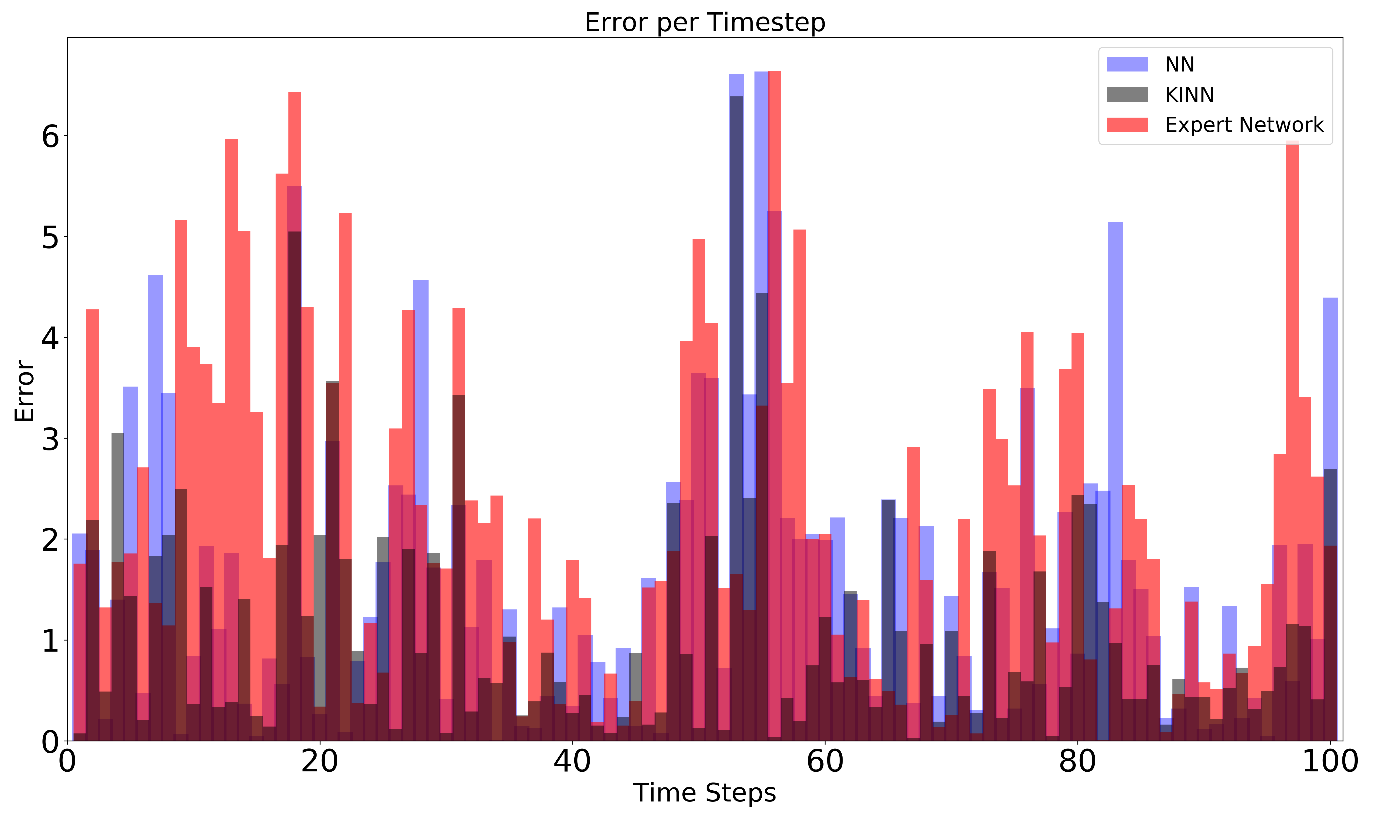 Error per Timestep
NN
KINN
Expert Network
Error
6
5
4
3
2
1
0
0 20 40 60 80 100
Time Steps